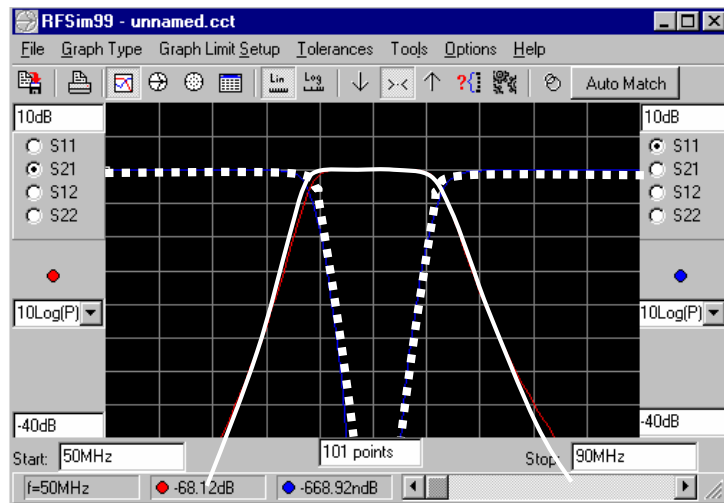 RFSim99 - unnamed.cct
File Graph Type Graph Limit Setup Tolerances Tools Options Help
Lin Log ?{ Auto Match
10dB 10dB
S11 S11
S21 S21
S12 S12
S22 S22
10Log(P) 10Log(P)
-40dB -40dB
Start: 50MHz 101 points Stop: 90MHz
f=50MHz -68.12dB -668.92ndB